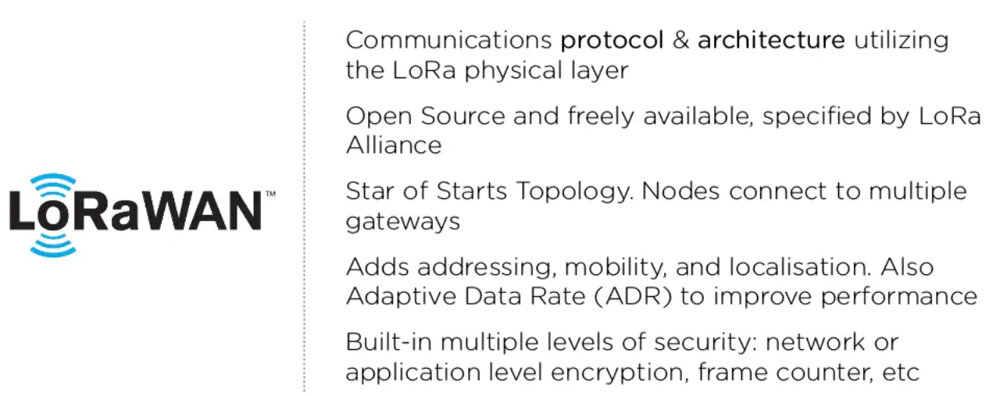 LoRaWAN™
Communications protocol & architecture utilizing
the LoRa physical layer
Open Source and freely available, specified by LoRa
Alliance
Star of Starts Topology. Nodes connect to multiple
gateways
Adds addressing, mobility, and localisation. Also
Adaptive Data Rate (ADR) to improve performance
Built-in multiple levels of security: network or
application level encryption, frame counter, etc